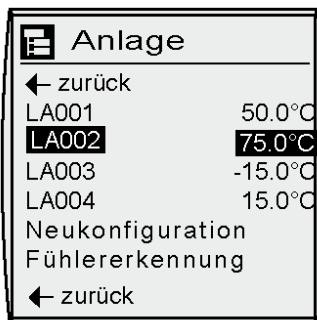 Anlage
← zurück
LA001 50.0°C
LA002 75.0°C
LA003 -15.0°C
LA004 15.0°C
Neukonfiguration
Fühlererkennung
← zurück